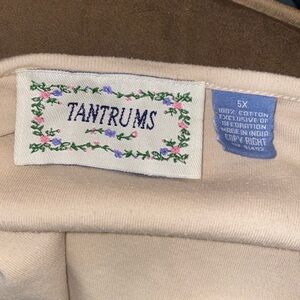 TANTRUMS
5X
100% COTTON
EXCLUSIVE OF
DECORATION
MADE IN INDIA
COPY RIGHT